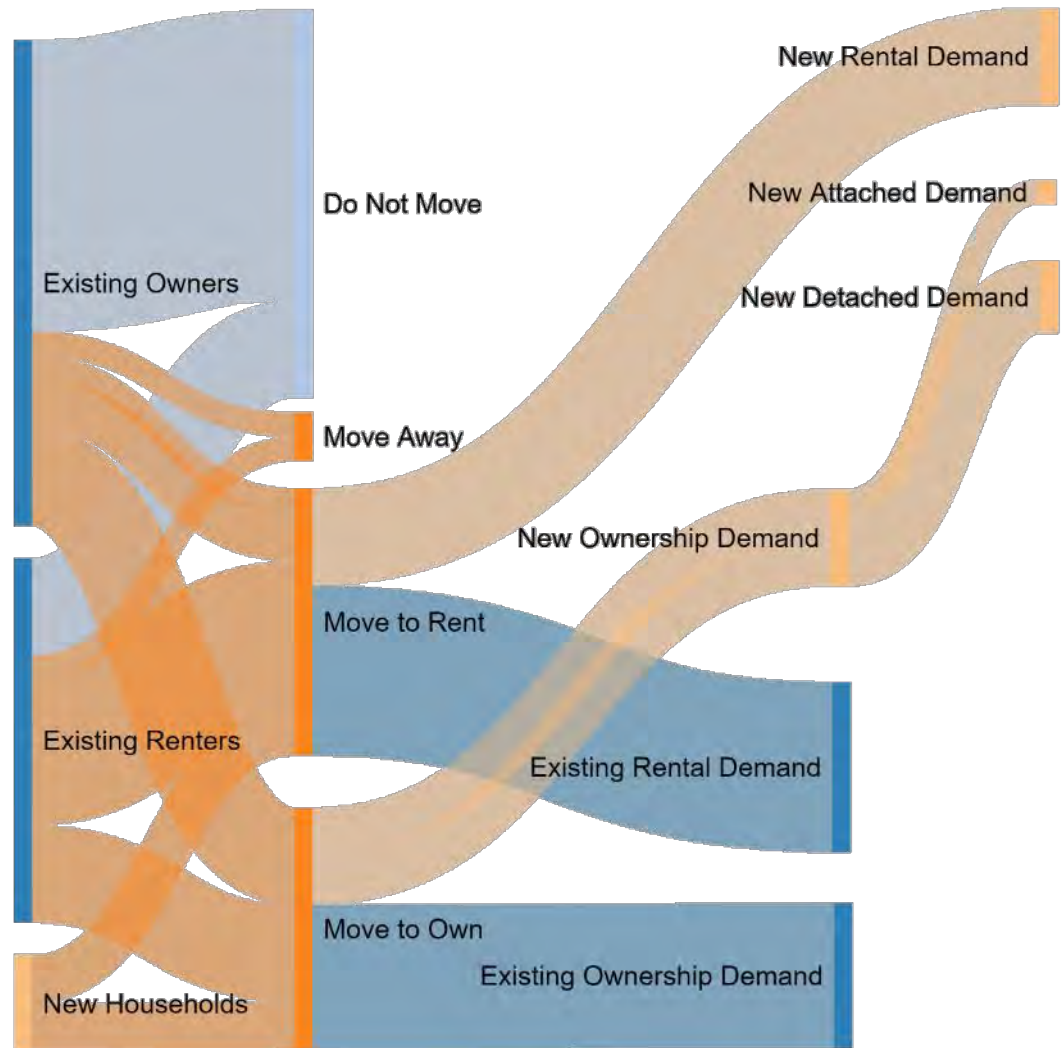 New Rental Demand
New Attached Demand
Do Not Move
Existing Owners
New Detached Demand
Move Away
New Ownership Demand
Move to Rent
Existing Renters
Existing Rental Demand
Move to Own
Existing Ownership Demand
New Households